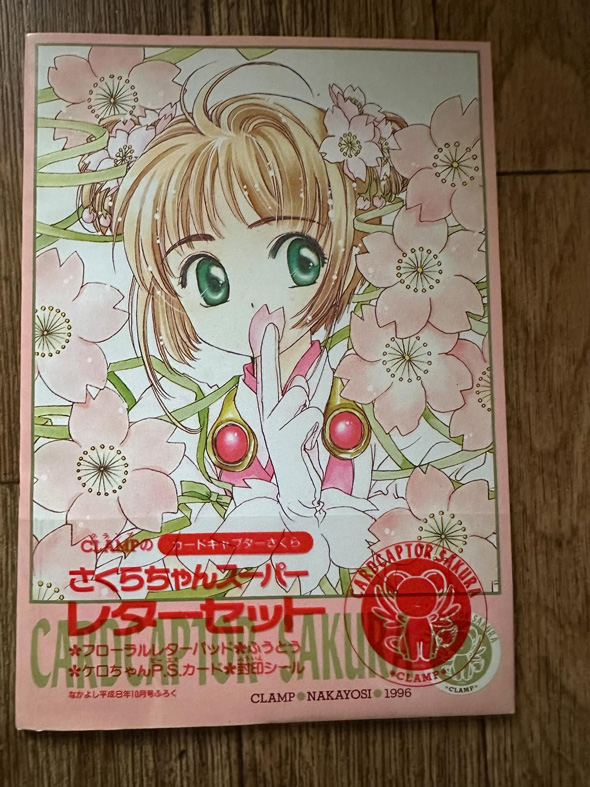 CLAMPの カードキャプターさくら
さくらちゃんスーパー
レターセット
CARDCAPTOR SAKURA
*フローラルレターパッド*ふうとう
*ケロちゃんP.S.カード*封印シール
なかよし平成8年10月号ふろく
CLAMP●NAKAYOSI●1996
CARDCAPTOR SAKURA
•CLAMP•
SAKURA
•CLAMP•